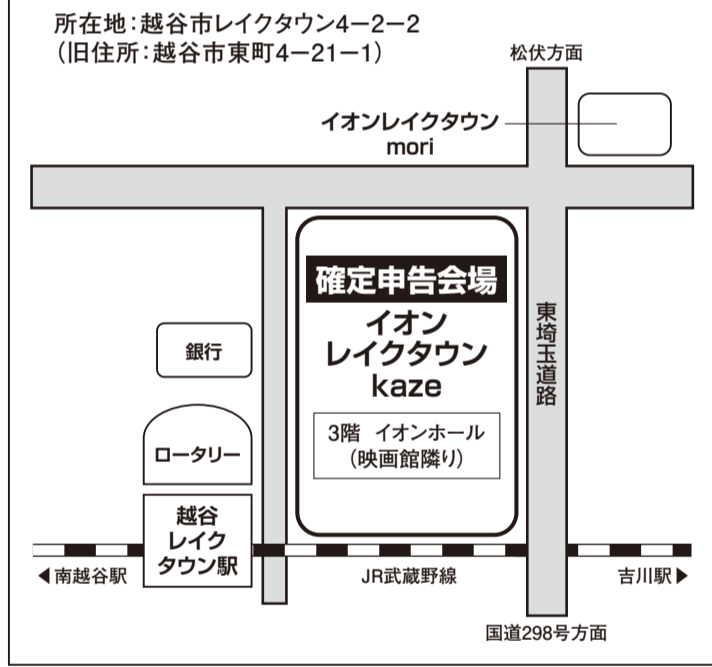 所在地：越谷市レイクタウン4－2－2
（旧住所：越谷市東町4－21－1）
松伏方面
イオンレイクタウン
mori
確定申告会場
イオン
レイクタウン
kaze
3階　イオンホール
（映画館隣り）
東埼玉道路
銀行
ロータリー
越谷
レイク
タウン駅
◀南越谷駅
JR武蔵野線
吉川駅▶
国道298号方面